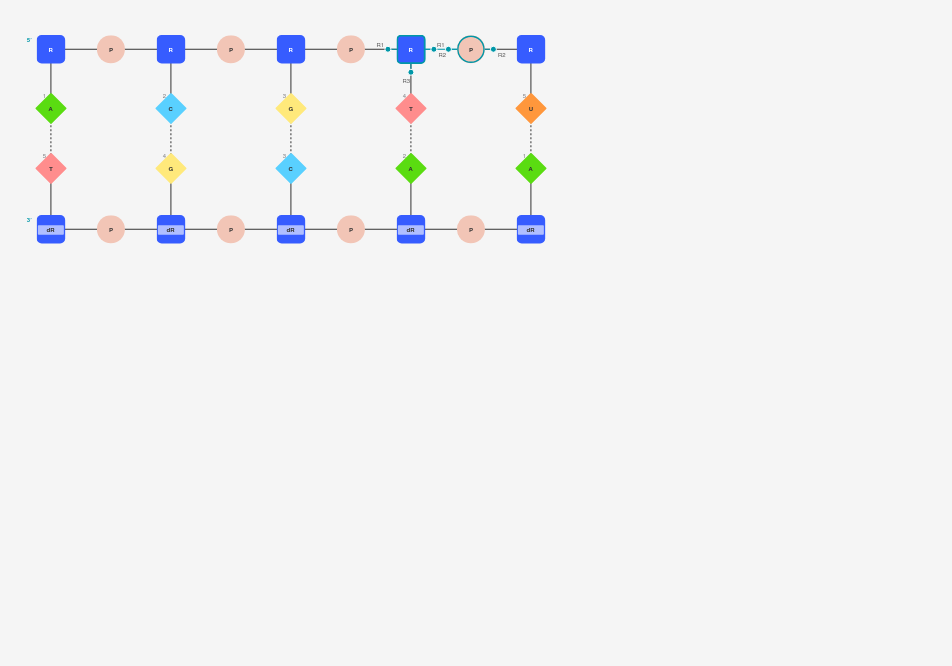 5'
R P R P R P R1 R R1 R2 P R2 R
R3
1 2 3 4 5
A C G T U
5 4 3 2 1
T G C A A
3'
dR P dR P dR P dR P dR